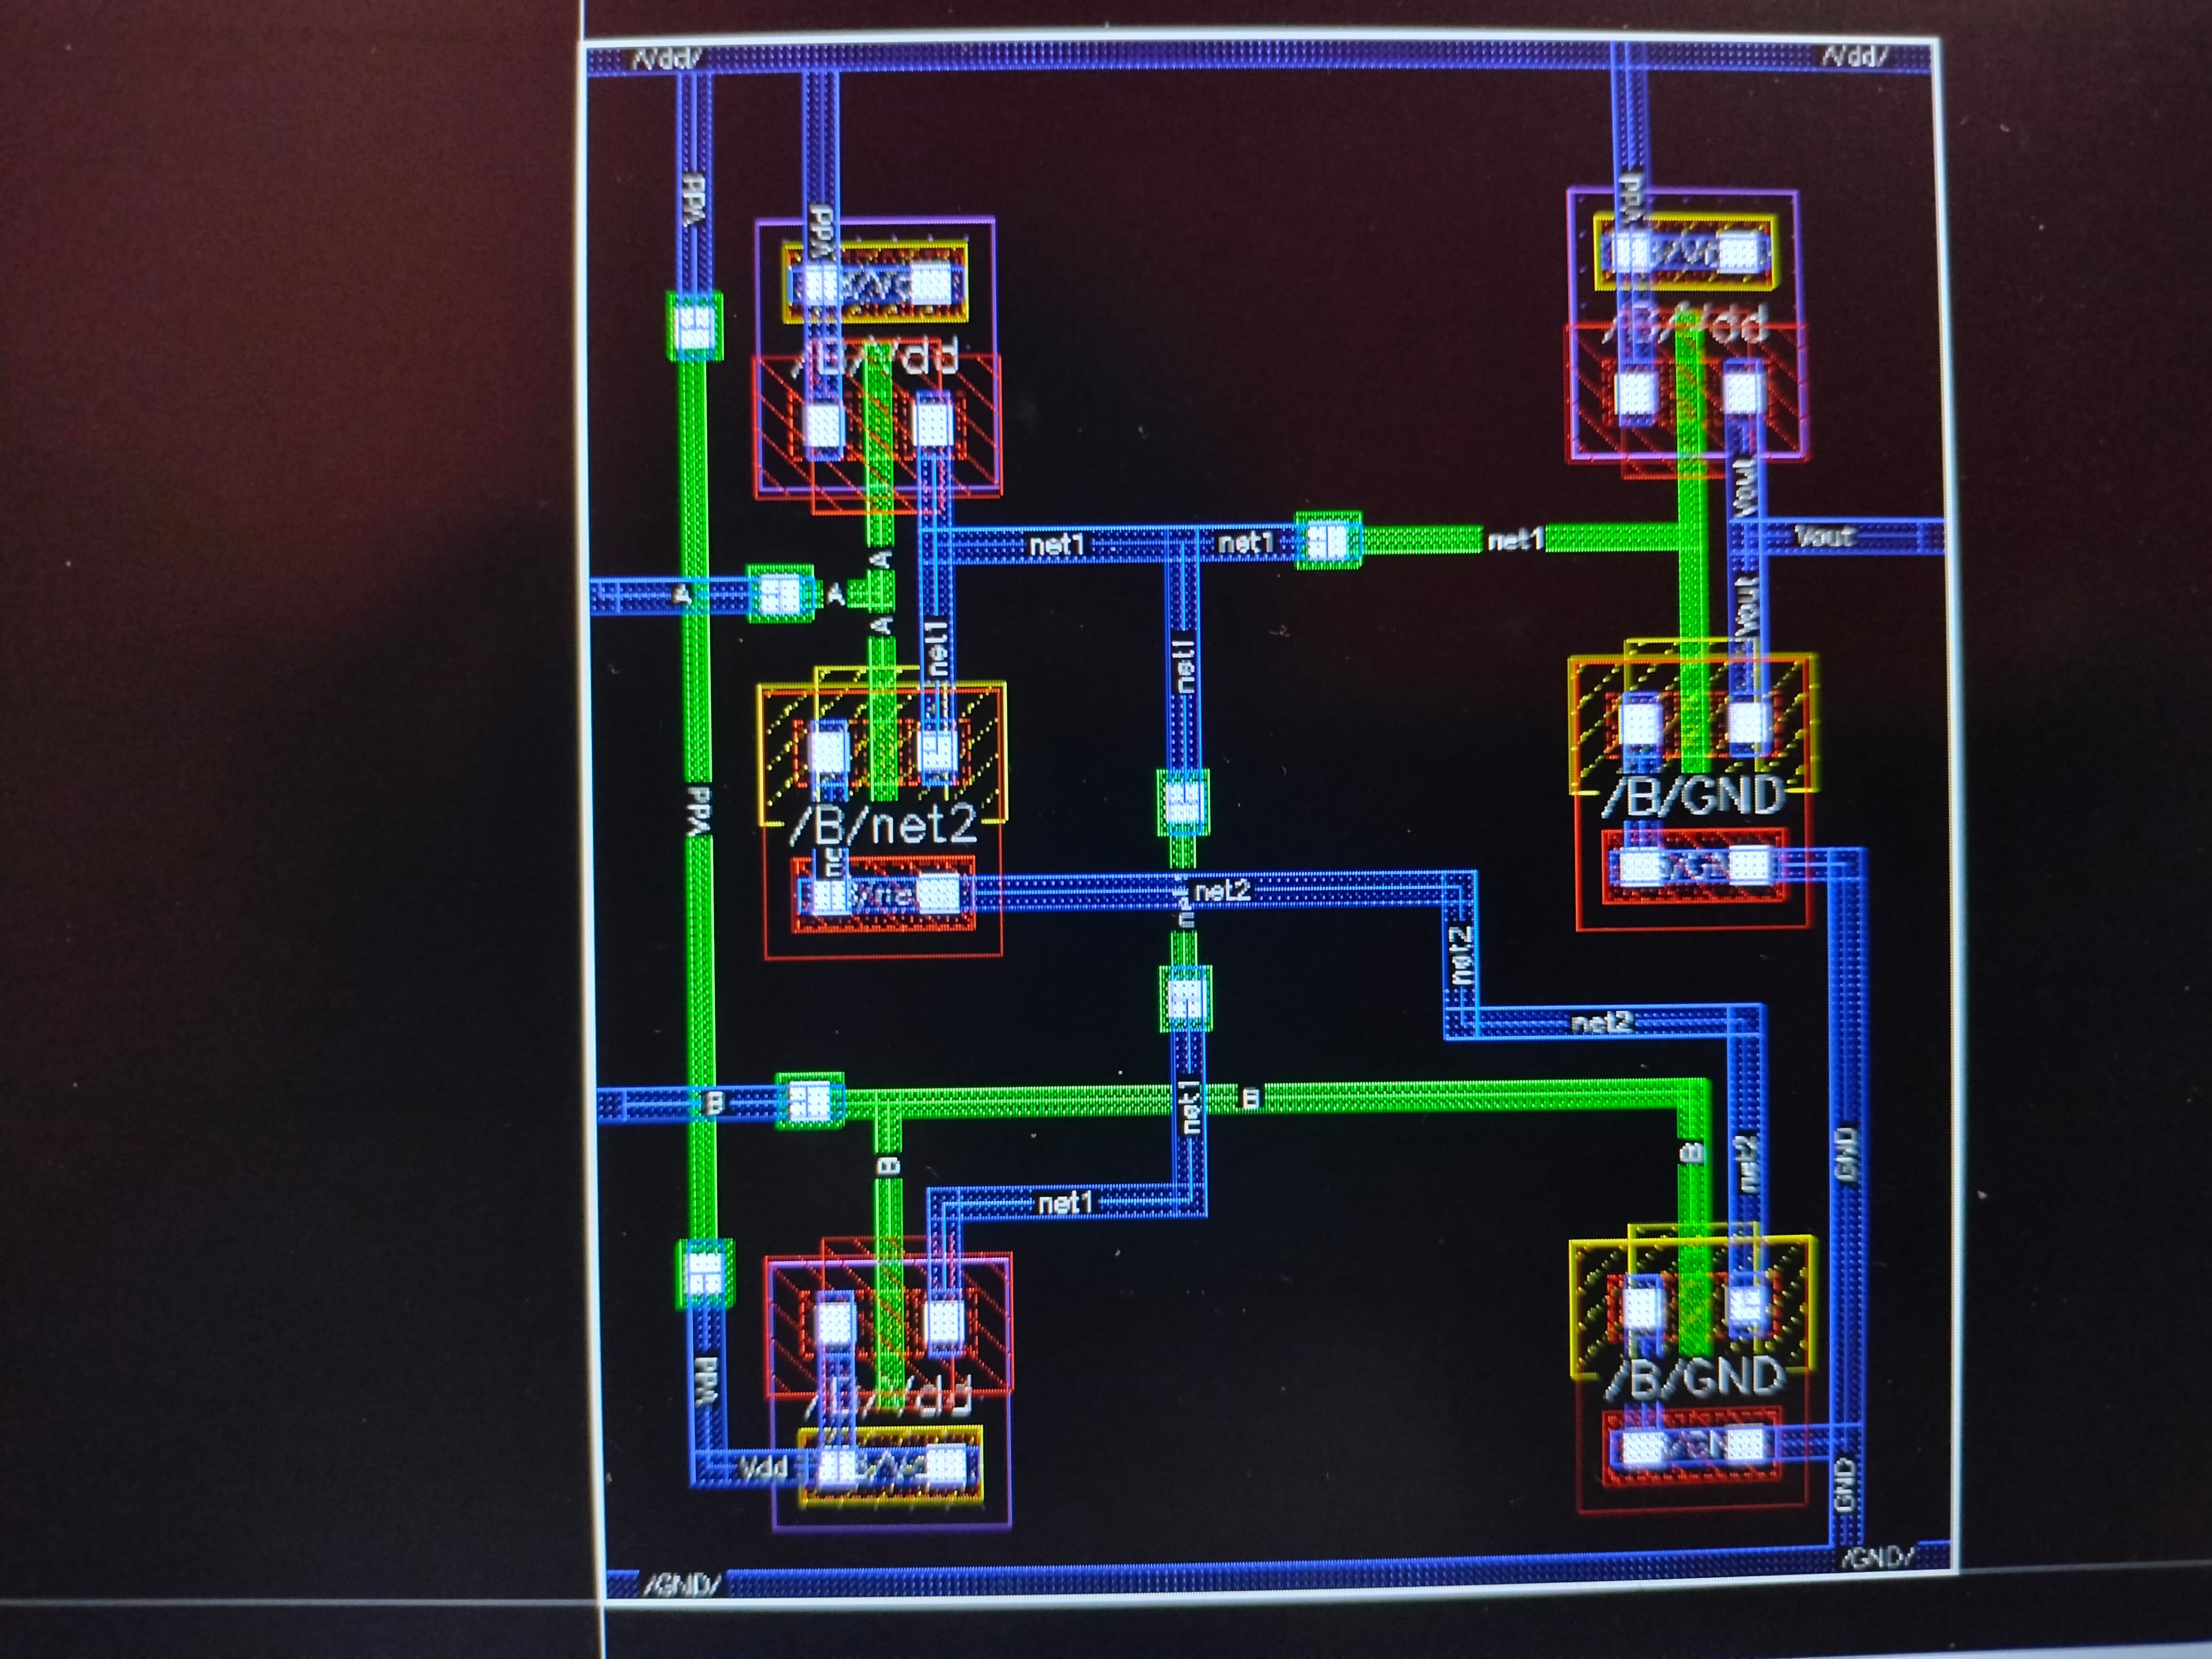 /Vdd/
/Vdd/
Vdd
Vdd
Vdd
/B/Vdd
/B/Vdd
Vout
net1
net1
net1
Vout
A
A
A
A
net1
net1
Vout
/B/net2
/B/GND
net2
net2
net2
Vdd
B
B
net1
B
B
net2
GND
net1
Vdd
/B/Vdd
/B/GND
Vdd
GND
/GND/
/GND/